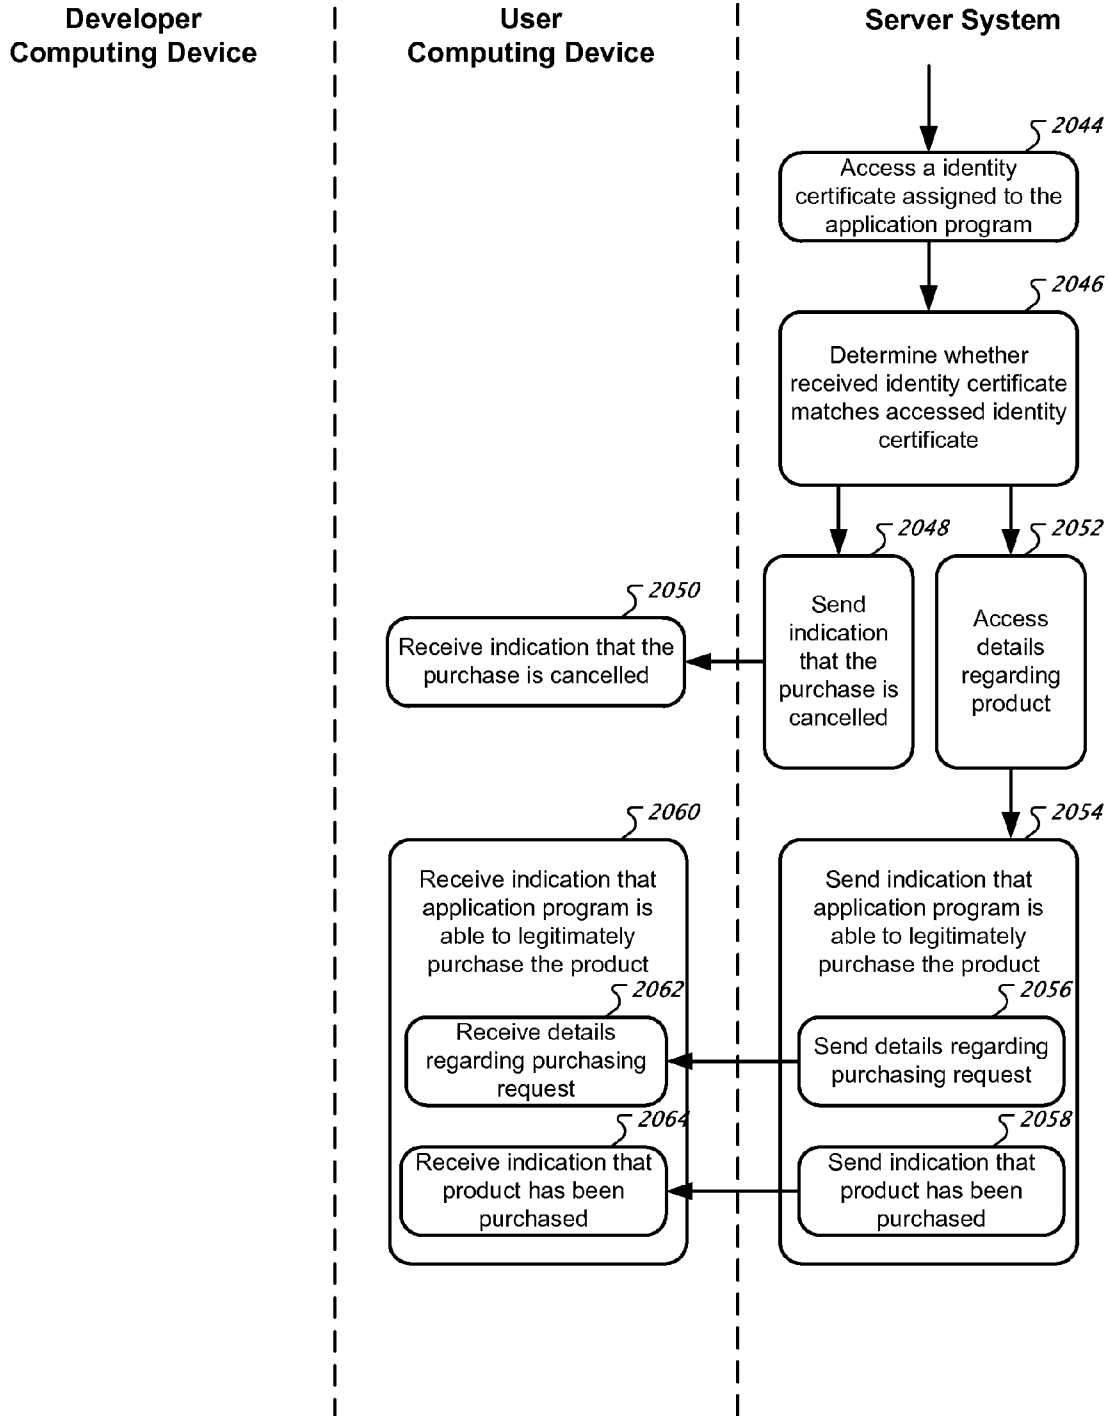 Developer
Computing Device
User
Computing Device
Server System
2044
Access a identity
certificate assigned to the
application program
2046
Determine whether
received identity certificate
matches accessed identity
certificate
2048
Send
indication
that the
purchase is
cancelled
2052
Access
details
regarding
product
2050
Receive indication that the
purchase is cancelled
2060
Receive indication that
application program is
able to legitimately
purchase the product
2062
Receive details
regarding purchasing
request
2064
Receive indication that
product has been
purchased
2054
Send indication that
application program is
able to legitimately
purchase the product
2056
Send details regarding
purchasing request
2058
Send indication that
product has been
purchased